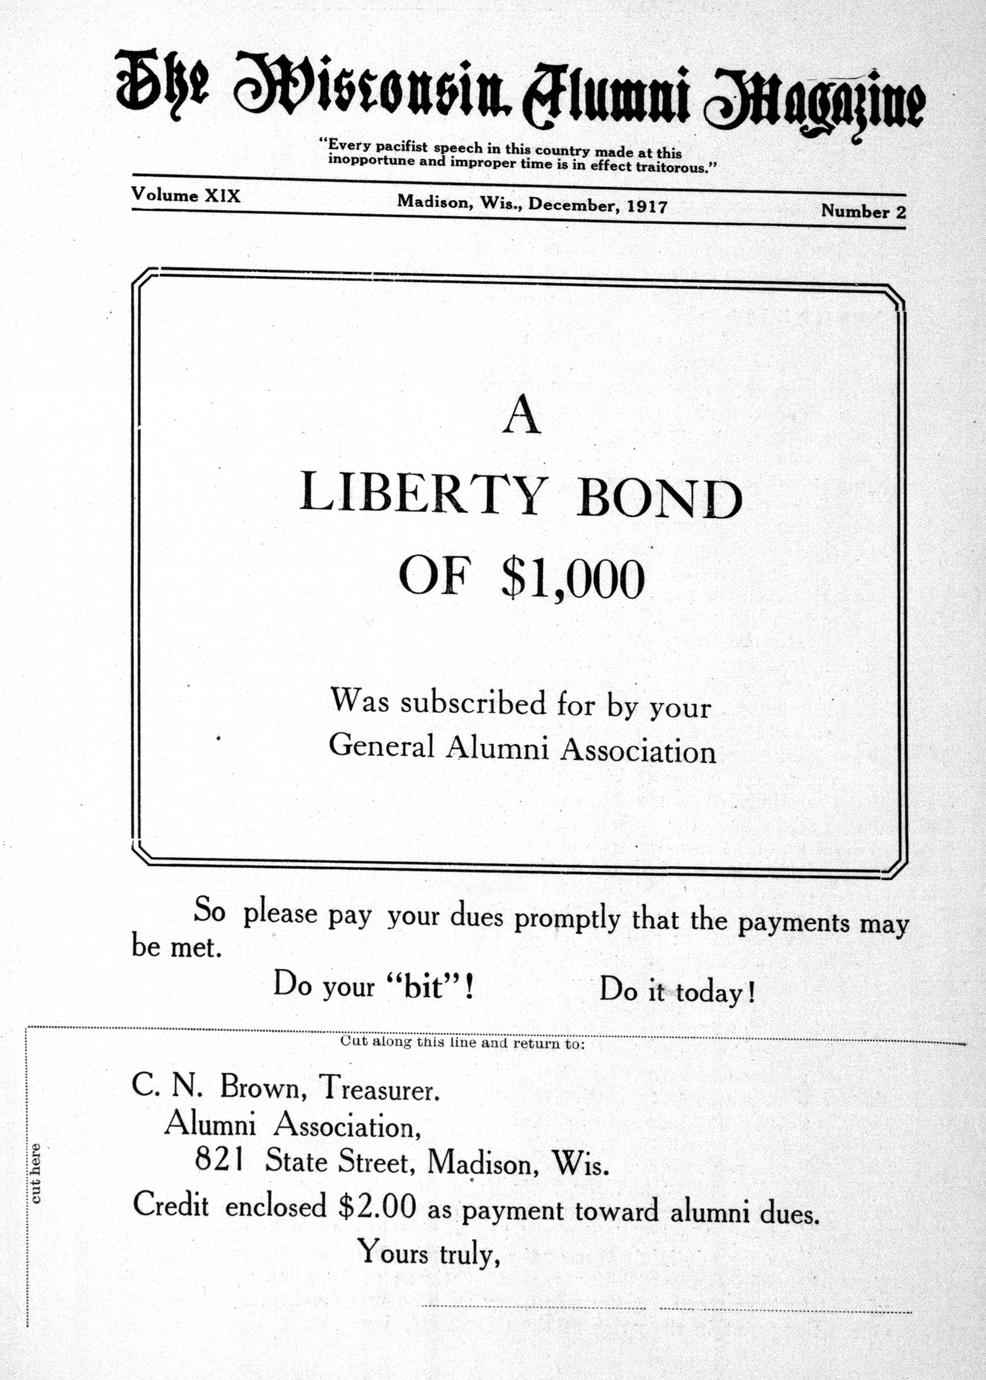 The Wisconsin Alumni Magazine
"Every pacifist speech in this country made at this
inopportune and improper time is in effect traitorous."
Volume XIX Madison, Wis., December, 1917 Number 2
A
LIBERTY BOND
OF $1,000
Was subscribed for by your
General Alumni Association
So please pay your dues promptly that the payments may
be met.
Do your "bit"! Do it today!
Cut along this line and return to:
C. N. Brown, Treasurer.
Alumni Association,
821 State Street, Madison, Wis.
cut here
Credit enclosed $2.00 as payment toward alumni dues.
Yours truly,